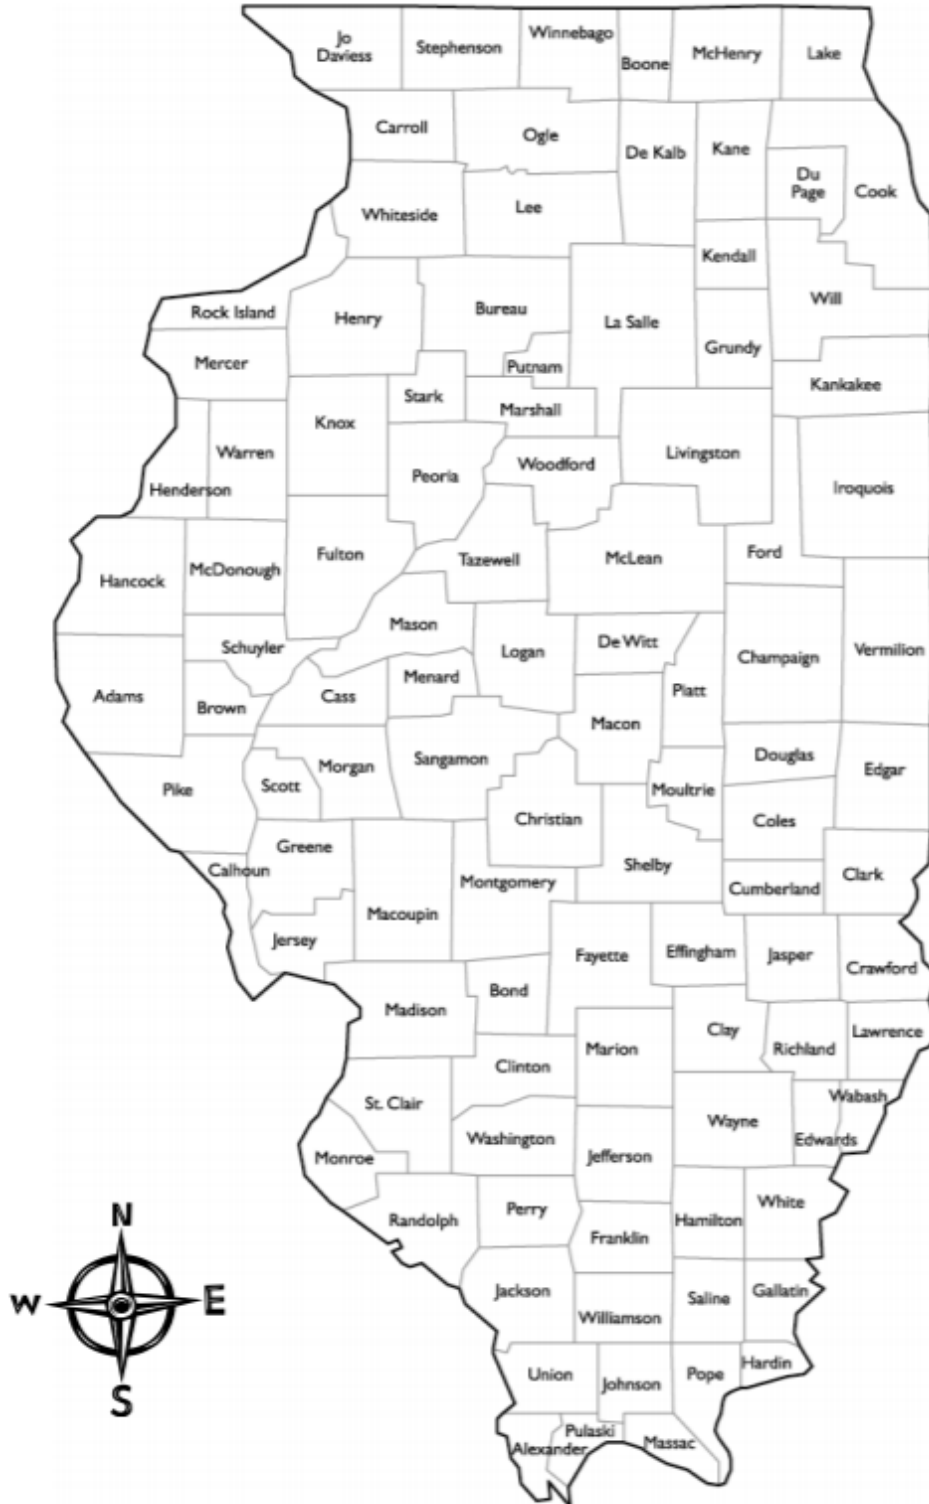 Jo
Daviess
Stephenson
Winnebago
Boone
McHenry
Lake
Carroll
Ogle
De Kalb
Kane
Du
Page
Cook
Whiteside
Lee
Kendall
Rock Island
Henry
Bureau
La Salle
Will
Mercer
Putnam
Grundy
Kankakee
Stark
Marshall
Knox
Warren
Henderson
Peoria
Woodford
Livingston
Iroquois
Hancock
McDonough
Fulton
Tazewell
McLean
Ford
Schuyler
Mason
Logan
De Witt
Champaign
Vermilion
Adams
Brown
Cass
Menard
Piatt
Macon
Pike
Scott
Morgan
Sangamon
Christian
Moultrie
Douglas
Edgar
Coles
Calhoun
Greene
Macoupin
Montgomery
Shelby
Cumberland
Clark
Jersey
Fayette
Effingham
Jasper
Crawford
Madison
Bond
Clay
Richland
Lawrence
Marion
Clinton
St. Clair
Wabash
Wayne
Edwards
Washington
Jefferson
Monroe
Randolph
Perry
Franklin
Hamilton
White
Jackson
Williamson
Saline
Gallatin
Union
Johnson
Pope
Hardin
Alexander
Pulaski
Massac
N
W
E
S